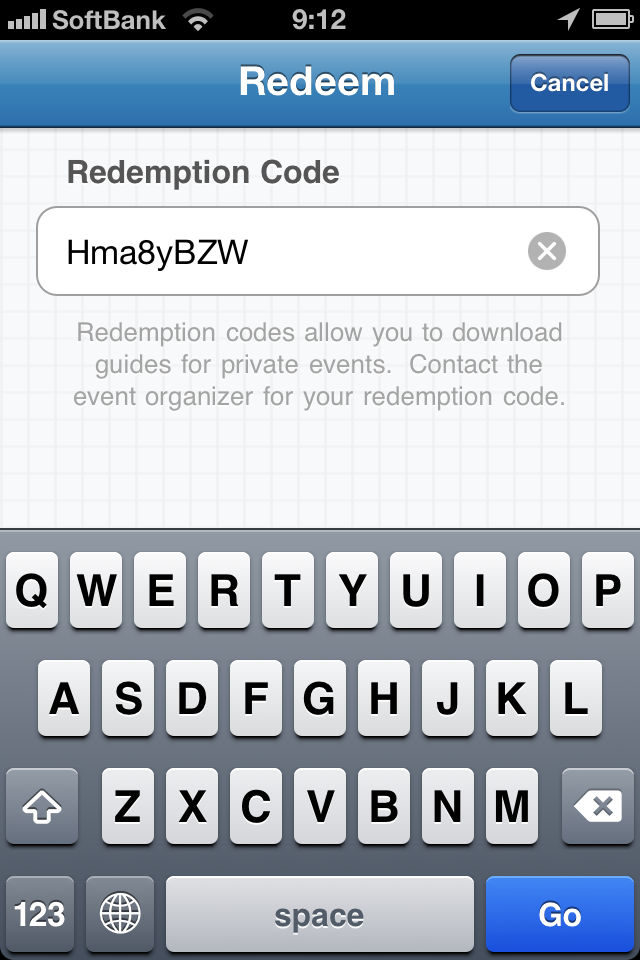 SoftBank 9:12
Redeem Cancel
Redemption Code
Hma8yBZW
Redemption codes allow you to download
guides for private events. Contact the
event organizer for your redemption code.
Q W E R T Y U I O P
A S D F G H J K L
Z X C V B N M
123 space Go